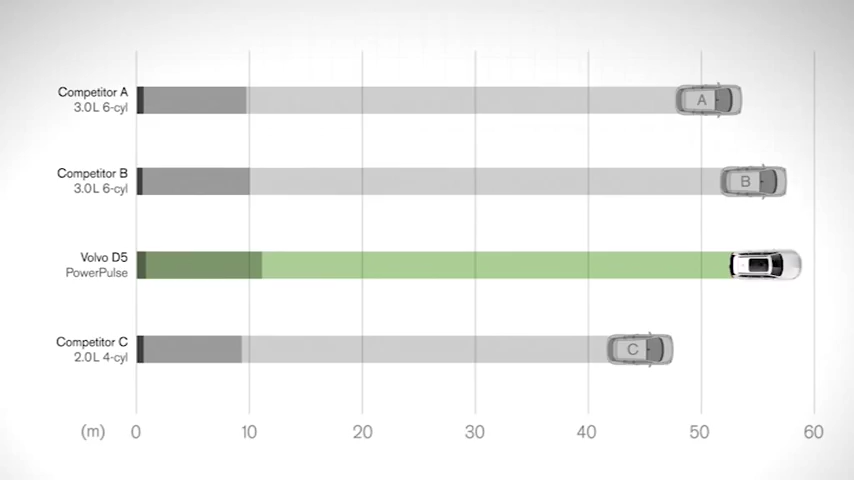 Competitor A
3.0L 6-cyl
A
Competitor B
3.0L 6-cyl
B
Volvo D5
PowerPulse
Competitor C
2.0L 4-cyl
C
(m) 0 10 20 30 40 50 60